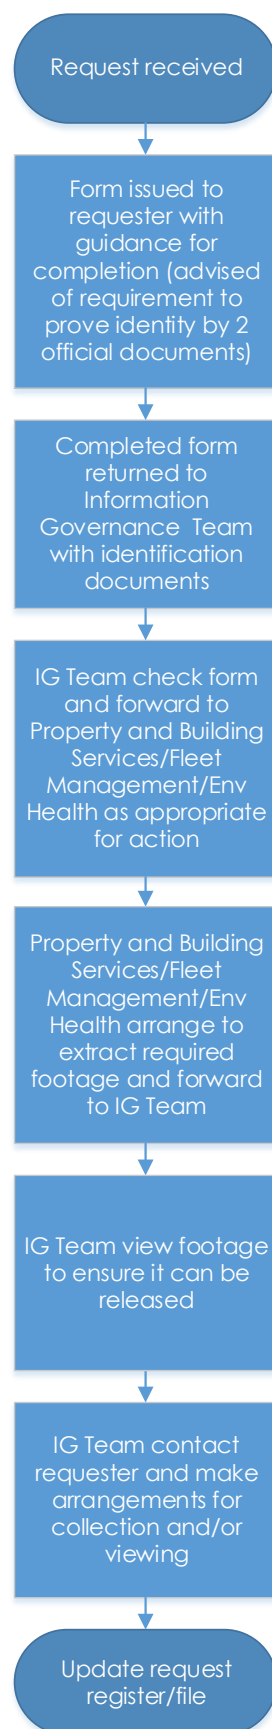 Request received
Form issued to
requester with
guidance for
completion (advised
of requirement to
prove identity by 2
official documents)
Completed form
returned to
Information
Governance  Team
with identification
documents
IG Team check form
and forward to
Property and Building
Services/Fleet
Management/Env
Health as appropriate
for action
Property and Building
Services/Fleet
Management/Env
Health arrange to
extract required
footage and forward
to IG Team
IG Team view footage
to ensure it can be
released
IG Team contact
requester and make
arrangements for
collection and/or
viewing
Update request
register/file